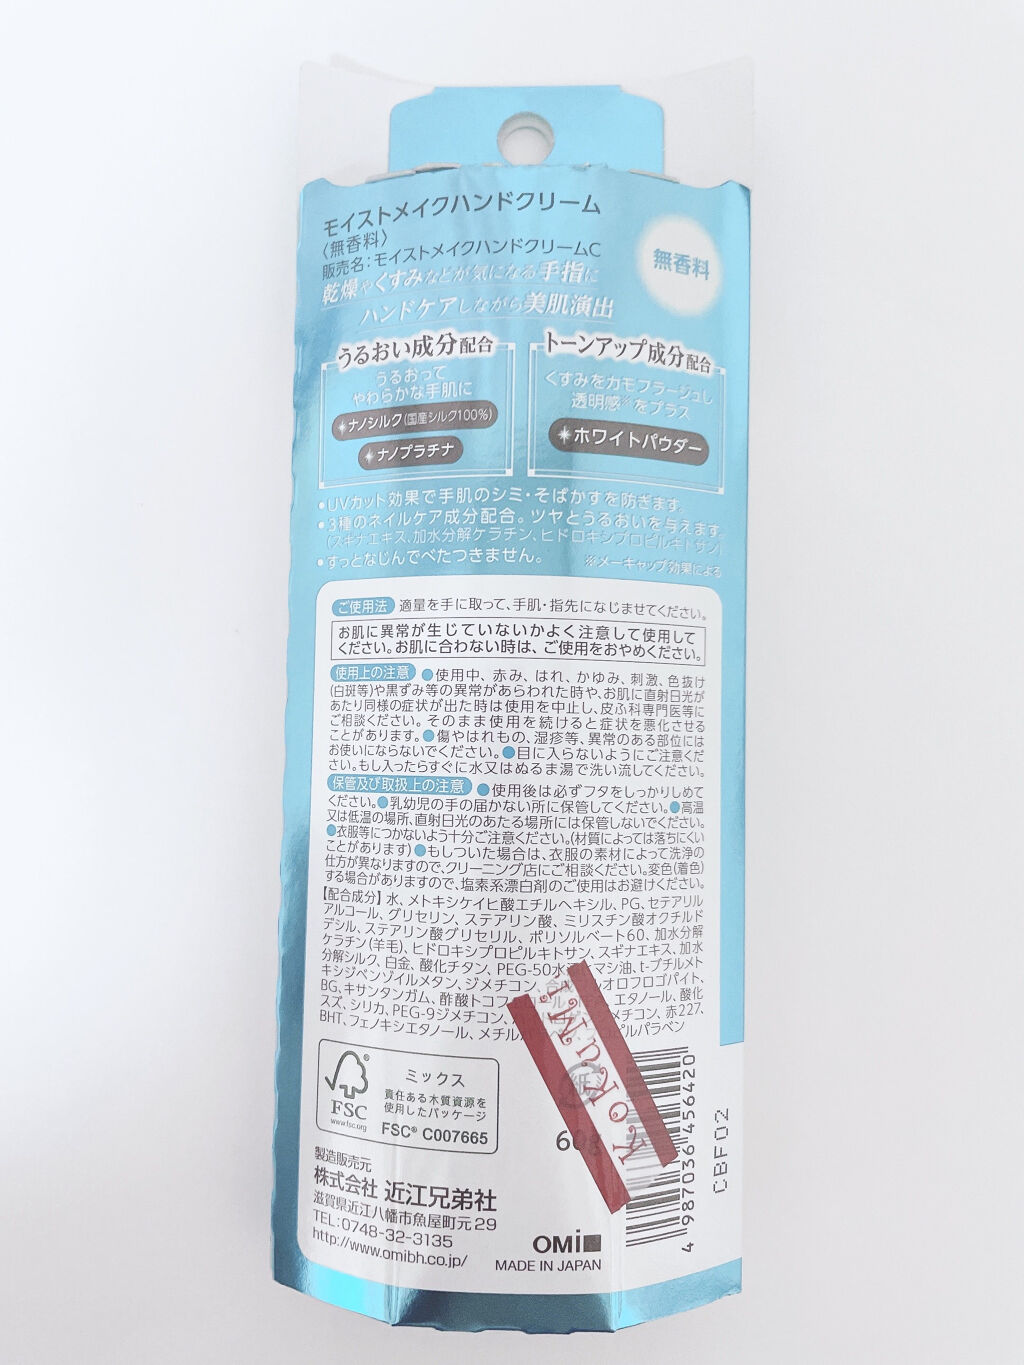 モイストメイクハンドクリーム
〈無香料〉
販売名:モイストメイクハンドクリームC
無香料
乾燥やくすみなどが気になる手指に
ハンドケアしながら美肌演出
うるおい成分配合
うるおって
やわらかな手肌に
ナノシルク(国産シルク100%)
ナノプラチナ
トーンアップ成分配合
くすみをカモフラージュし
透明感※をプラス
ホワイトパウダー
•UVカット効果で手肌のシミ・そばかすを防ぎます。
•3種のネイルケア成分配合。ツヤとうるおいを与えます。
(スギナエキス、加水分解ケラチン、ヒドロキシプロピルキトサン)
•すっとなじんでべたつきません。
※メーキャップ効果による
ご使用法 適量を手に取って、手肌・指先になじませてください。
お肌に異常が生じていないかよく注意して使用して
ください。お肌に合わない時は、ご使用をおやめください。
使用上の注意 ●使用中、赤み、はれ、かゆみ、刺激、色抜け
(白斑等)や黒ずみ等の異常があらわれた時や、お肌に直射日光が
あたり同様の症状が出た時は使用を中止し、皮ふ科専門医等に
ご相談ください。そのまま使用を続けると症状を悪化させる
ことがあります。●傷やはれもの、湿疹等、異常のある部位には
お使いにならないでください。●目に入らないようにご注意くだ
さい。もし入ったらすぐに水又はぬるま湯で洗い流してください。
保管及び取扱上の注意 ●使用後は必ずフタをしっかりしめて
ください。●乳幼児の手の届かない所に保管してください。●高温
又は低温の場所、直射日光のあたる場所には保管しないでください。
●衣服等につかないよう十分ご注意ください。(材質によっては落ちにくい
ことがあります)●もしついた場合は、衣服の素材によって洗浄の
仕方が異なりますので、クリーニング店にご相談ください。変色(着色)
する場合がありますので、塩素系漂白剤のご使用はお避けください。
【配合成分】水、メトキシケイヒ酸エチルヘキシル、PG、セテアリル
アルコール、グリセリン、ステアリン酸、ミリスチン酸オクチルド
デシル、ステアリン酸グリセリル、ポリソルベート60、加水分解
ケラチン(羊毛)、ヒドロキシプロピルキトサン、スギナエキス、加水
分解シルク、白金、酸化チタン、PEG-50水添ヒマシ油、t-ブチルメト
キシジベンゾイルメタン、ジメチコン、合 オロフロゴパイト、
BG、キサンタンガム、酢酸トコフ エタノール、酸化
スズ、シリカ、PEG-9ジメチコン、 メチコン、赤227、
BHT、フェノキシエタノール、メチル ピルパラベン
YoKuMi
FSC®
www.fsc.org
ミックス
責任ある木質資源を
使用したパッケージ
FSC® C007665
紙
60g
製造販売元
株式会社 近江兄弟社
滋賀県近江八幡市魚屋町元29
TEL:0748-32-3135
http://www.omibh.co.jp/
OMi
MADE IN JAPAN
4 987036 456420
CBF02